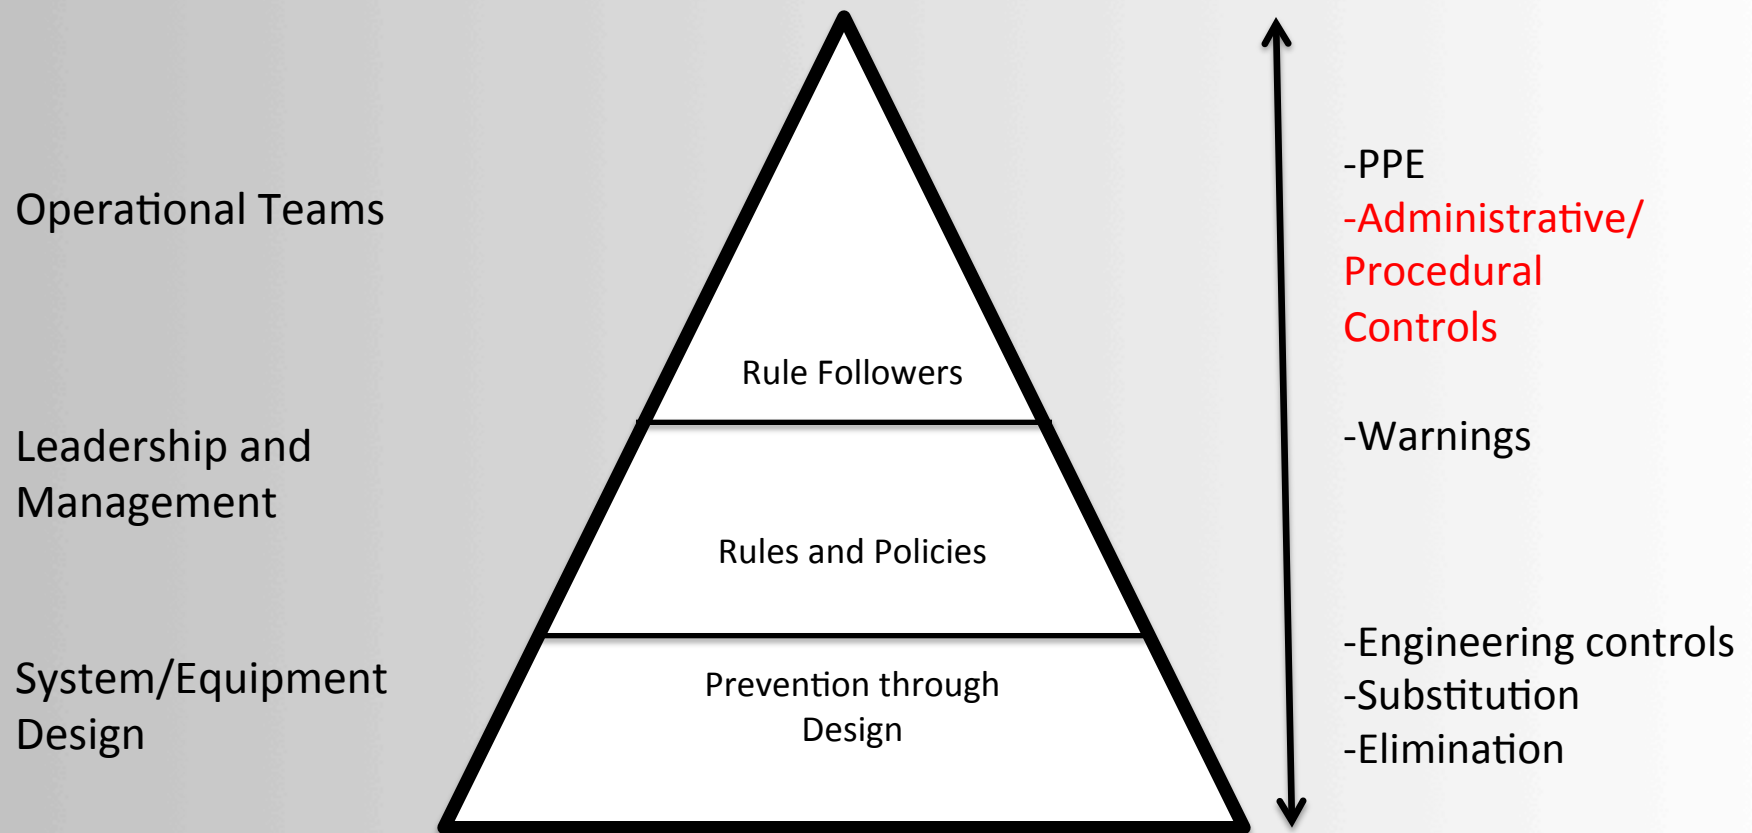 Operational Teams
Leadership and
Management
System/Equipment
Design
Rule Followers
Rules and Policies
Prevention through
Design
-PPE
-Administrative/
Procedural
Controls
-Warnings
-Engineering controls
-Substitution
-Elimination